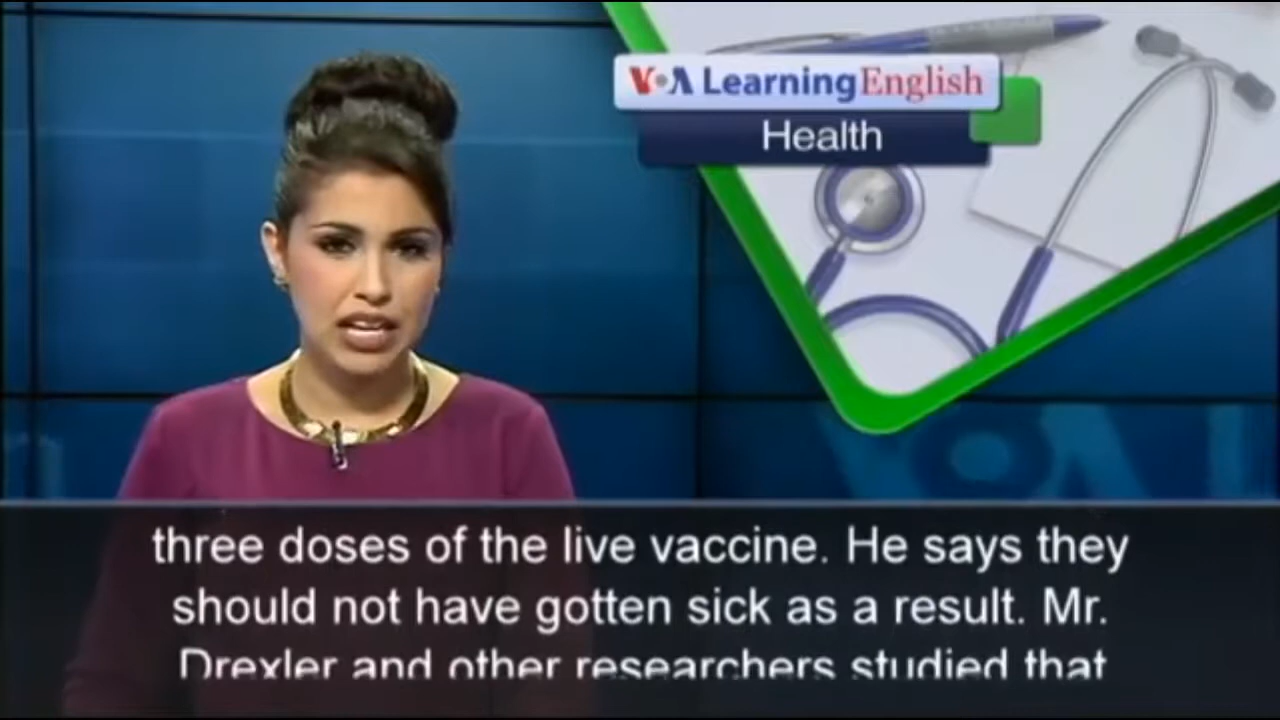 VOA Learning English
Health
VOA
three doses of the live vaccine. He says they
should not have gotten sick as a result. Mr.
Drexler and other researchers studied that